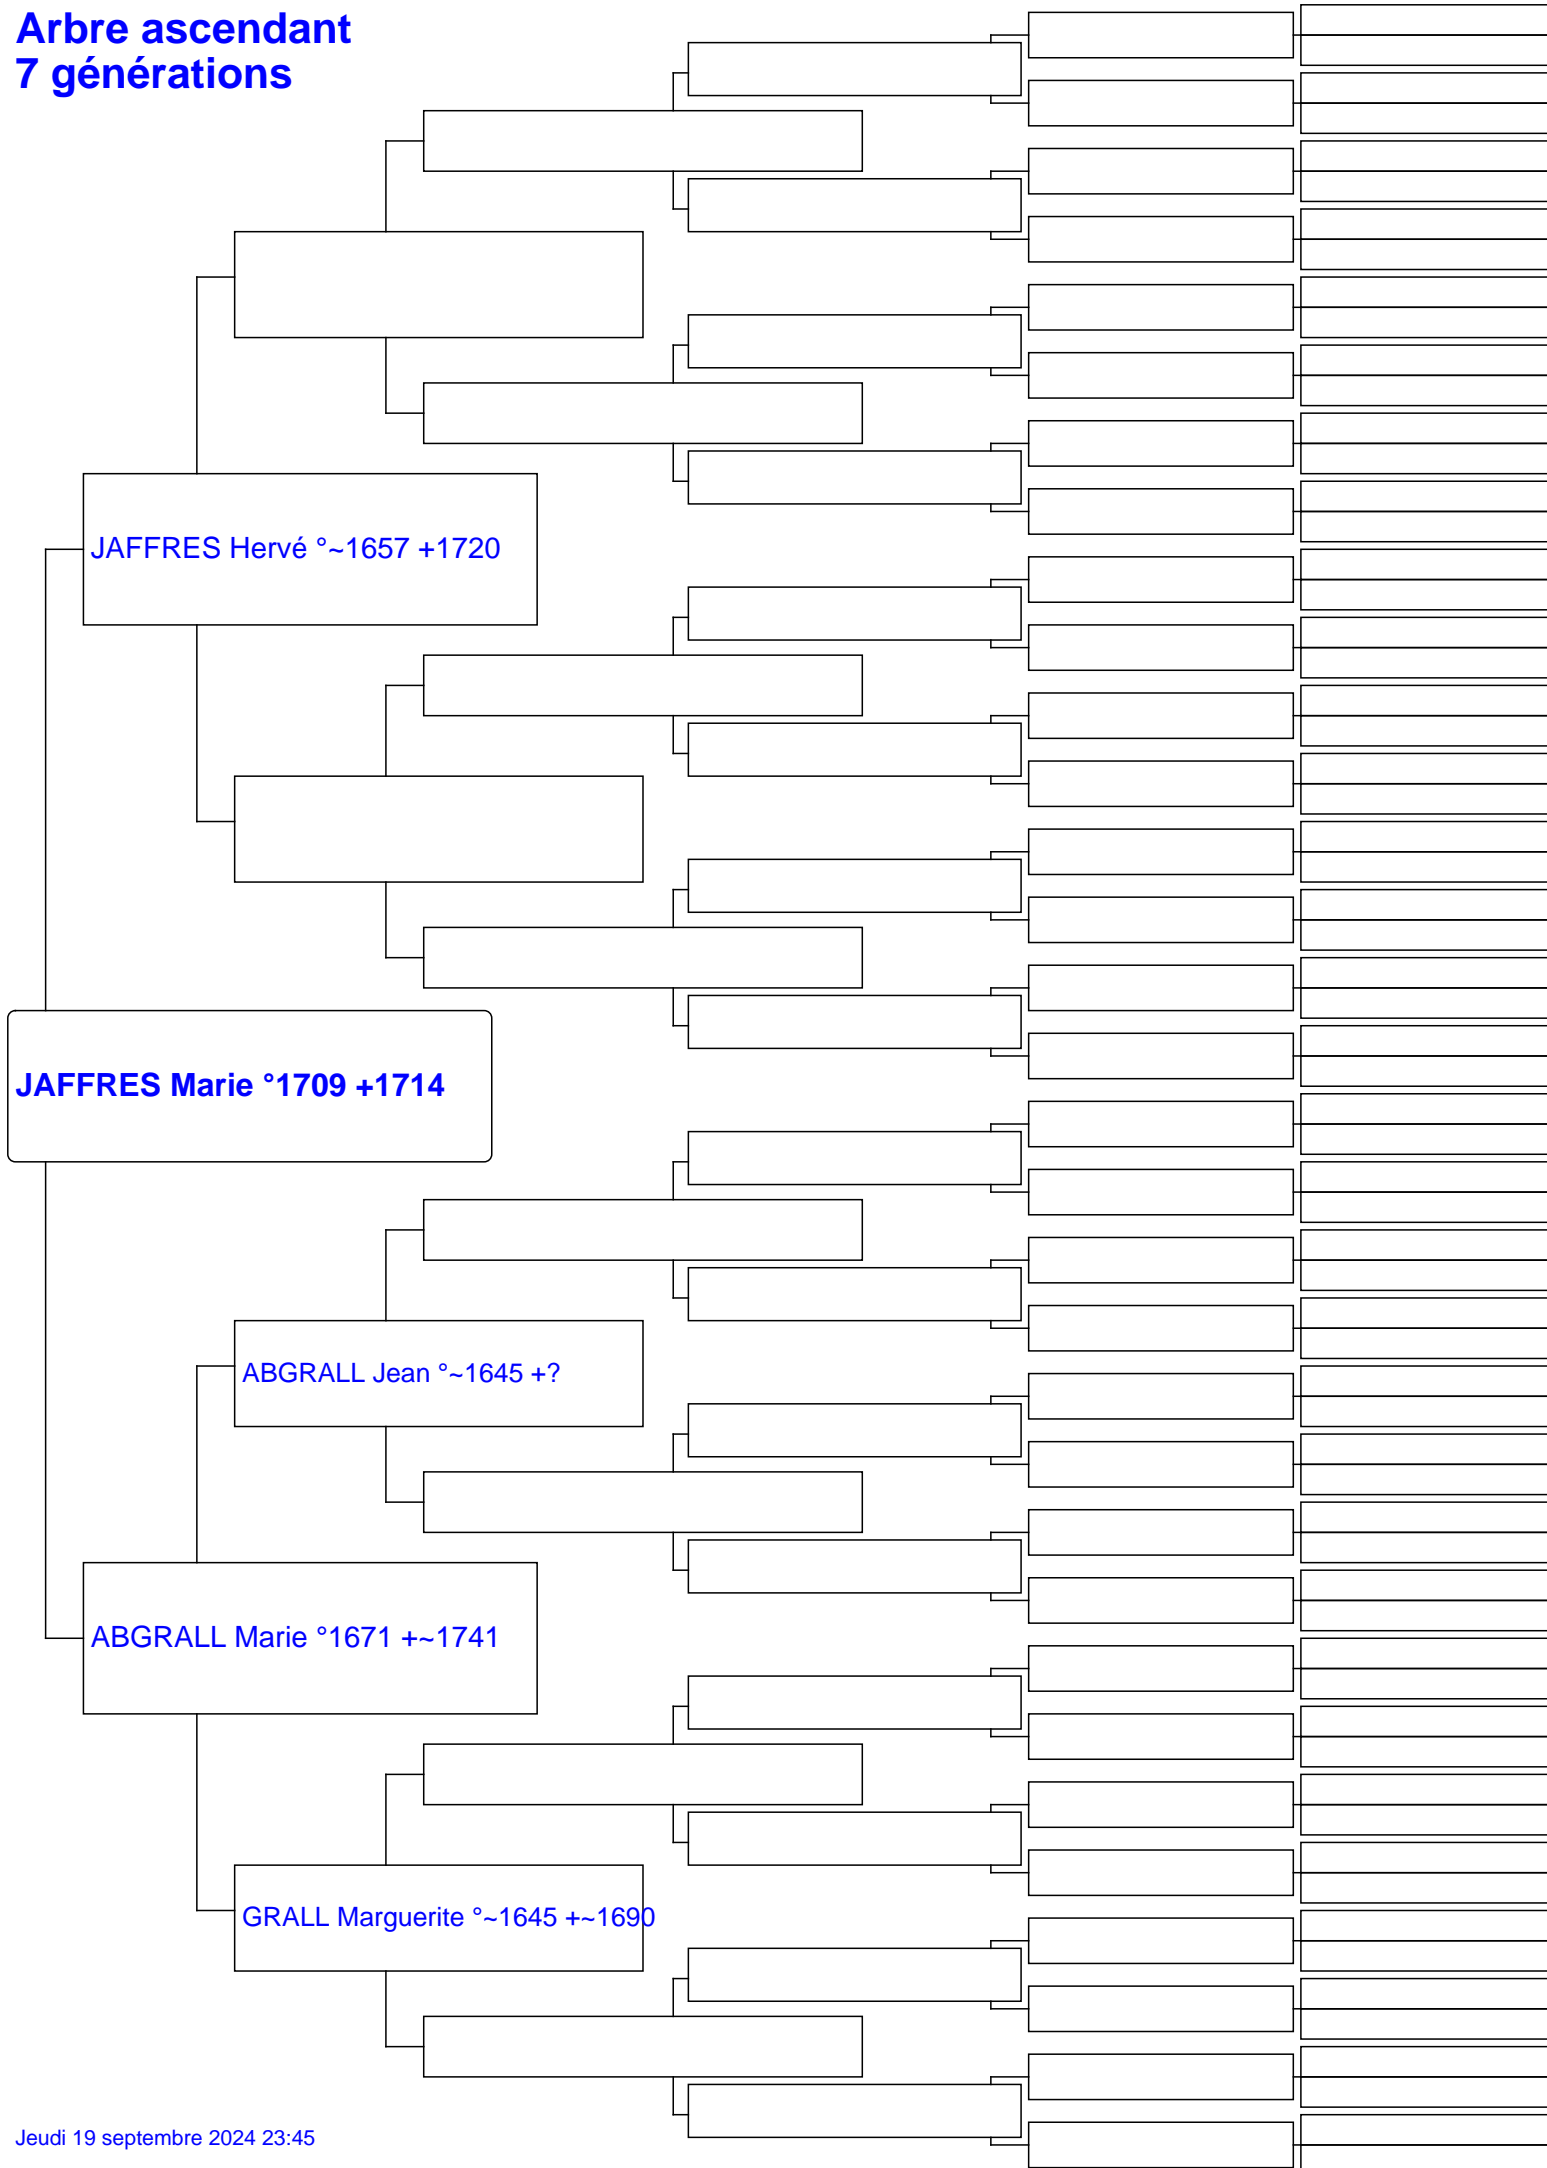 Arbre ascendant
7 générations
JAFFRES Hervé °~1657 +1720
JAFFRES Marie °1709 +1714
ABGRALL Jean °~1645 +?
ABGRALL Marie °1671 +~1741
GRALL Marguerite °~1645 +~1690
Jeudi 19 septembre 2024 23:45